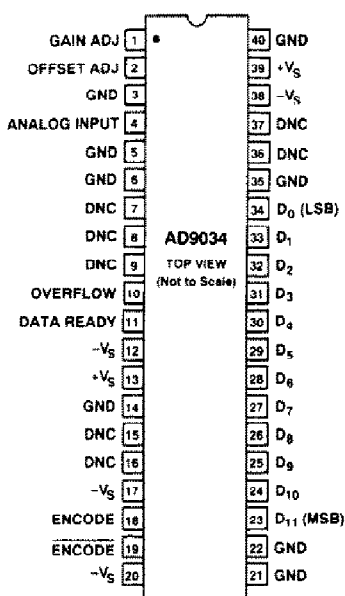 GAIN ADJ 1
OFFSET ADJ 2
GND 3
ANALOG INPUT 4
GND 5
GND 6
DNC 7
DNC 8
DNC 9
OVERFLOW 10
DATA READY 11
−VS 12
+VS 13
GND 14
DNC 15
DNC 16
−VS 17
ENCODE 18
ENCODE 19
−VS 20
AD9034
TOP VIEW
(Not to Scale)
40 GND
39 +VS
38 −VS
37 DNC
36 DNC
35 GND
34 D0 (LSB)
33 D1
32 D2
31 D3
30 D4
29 D5
28 D6
27 D7
26 D8
25 D9
24 D10
23 D11 (MSB)
22 GND
21 GND